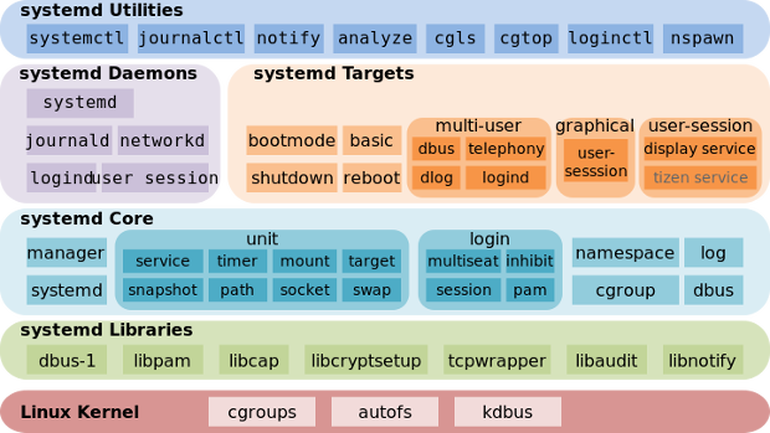 systemd Utilities
systemctl journalctl notify analyze cgls cgtop loginctl nspawn
systemd Daemons
systemd
journald networkd
logind user session
systemd Targets
bootmode basic
shutdown reboot
multi-user
dbus telephony
dlog logind
graphical
user-
sesssion
user-session
display service
tizen service
systemd Core
manager
systemd
unit
service timer mount target
snapshot path socket swap
login
multiseat inhibit
session pam
namespace log
cgroup dbus
systemd Libraries
dbus-1 libpam libcap libcryptsetup tcpwrapper libaudit libnotify
Linux Kernel cgroups autofs kdbus